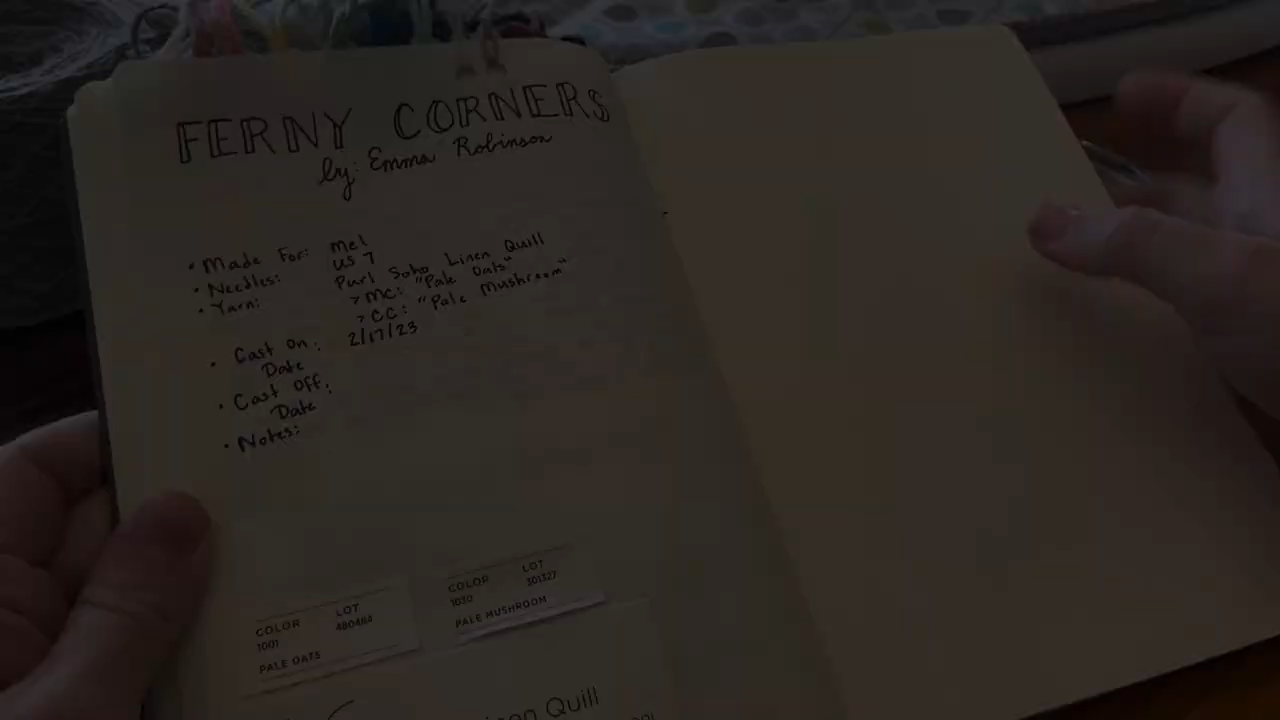 FERNY CORNERS
by: Emma Robinson
• Made For: Mel
• Needles: US 7
• Yarn: Purl Soho Linen Quill
> MC: "Pale Oats"
> CC: "Pale Mushroom"
• Cast On: 2/17/23
Date
• Cast Off:
Date
• Notes:
COLOR LOT
1001 480484
PALE OATS
COLOR LOT
1030 301327
PALE MUSHROOM
Quill